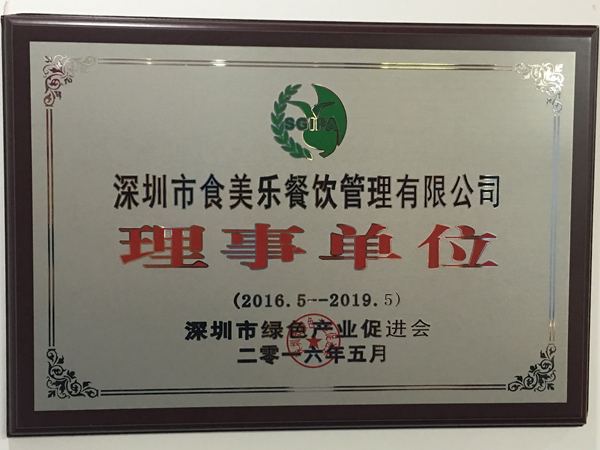 SGIPA
深圳市食美乐餐饮管理有限公司
理事单位
(2016.5--2019.5)
深圳市绿色产业促进会
二零一六年五月